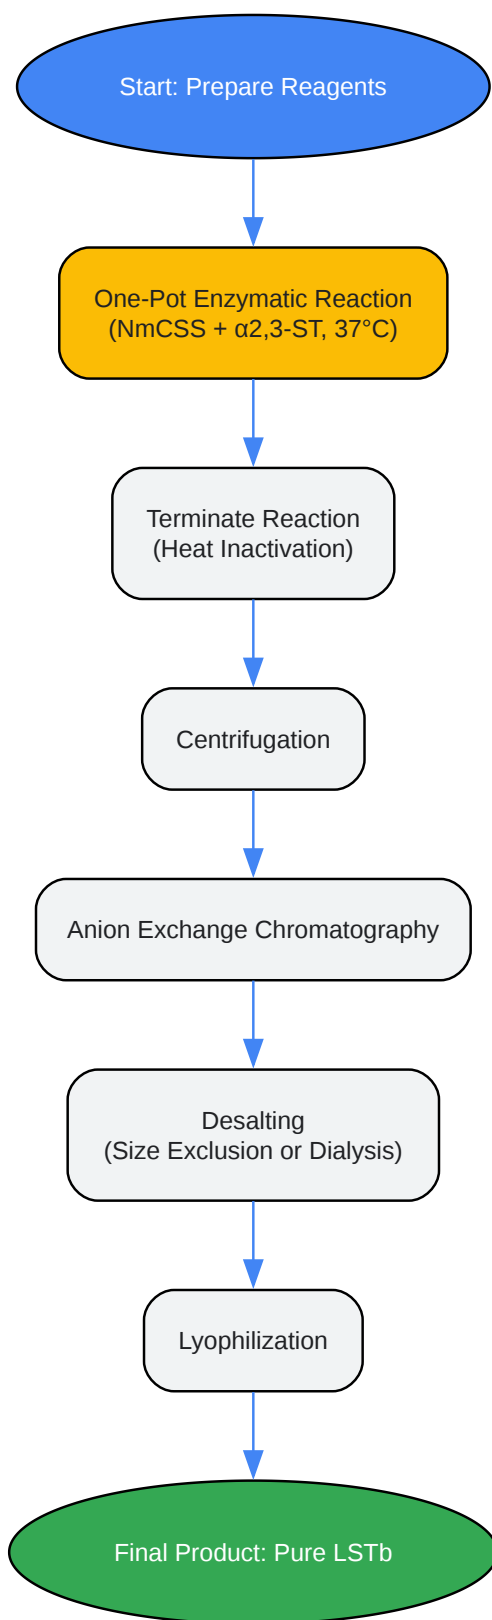 Start: Prepare Reagents
One-Pot Enzymatic Reaction
(NmCSS + α2,3-ST, 37°C)
Terminate Reaction
(Heat Inactivation)
Centrifugation
Anion Exchange Chromatography
Desalting
(Size Exclusion or Dialysis)
Lyophilization
Final Product: Pure LSTb